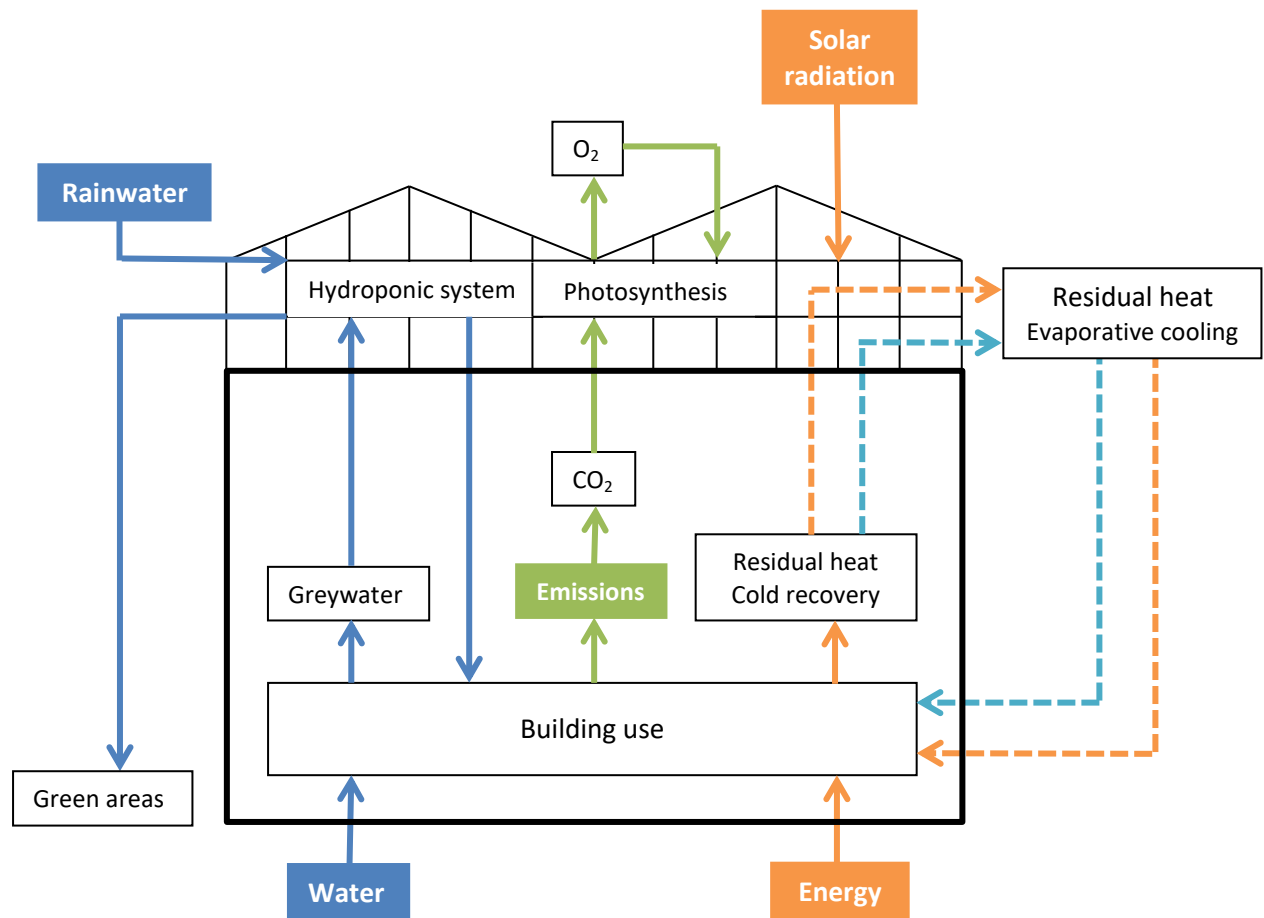 Solar
radiation
O₂
Rainwater
Hydroponic system
Photosynthesis
Residual heat
Evaporative cooling
CO₂
Residual heat
Cold recovery
Greywater
Emissions
Building use
Green areas
Water
Energy